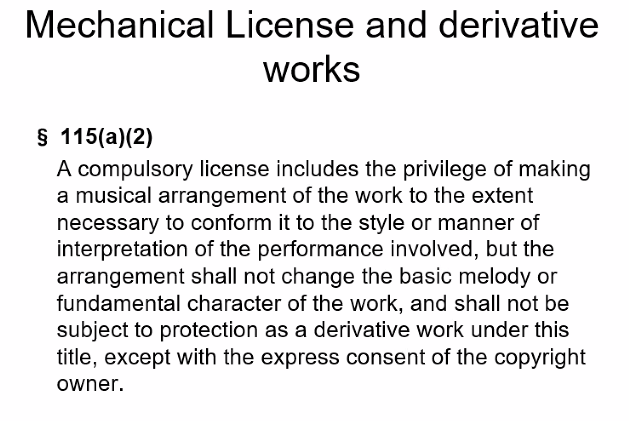 Mechanical License and derivative
works
§ 115(a)(2)
A compulsory license includes the privilege of making
a musical arrangement of the work to the extent
necessary to conform it to the style or manner of
interpretation of the performance involved, but the
arrangement shall not change the basic melody or
fundamental character of the work, and shall not be
subject to protection as a derivative work under this
title, except with the express consent of the copyright
owner.